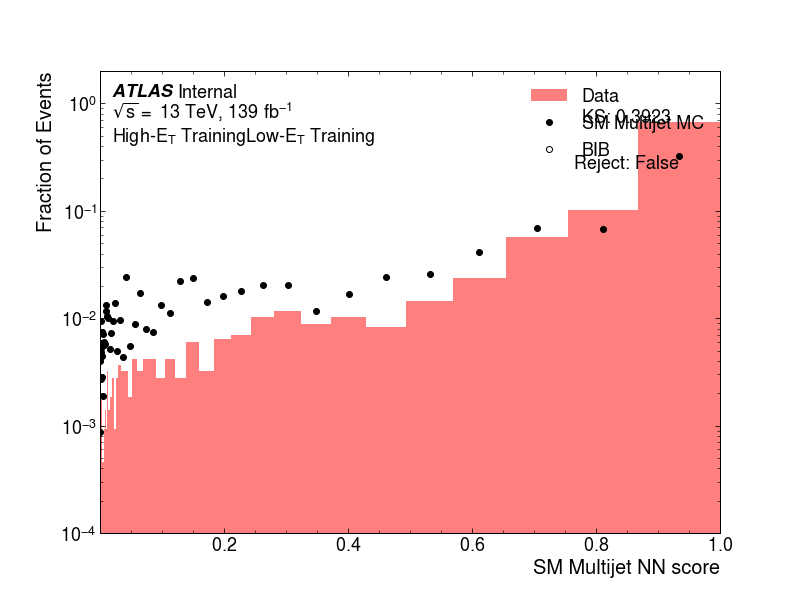 ATLAS Internal
√s = 13 TeV, 139 fb⁻¹
High-E_T TrainingLow-E_T Training
Data
KS: 0.3923
SM Multijet MC
BIB
Reject: False
Fraction of Events
10⁰
10⁻¹
10⁻²
10⁻³
10⁻⁴
0.2 0.4 0.6 0.8 1.0
SM Multijet NN score